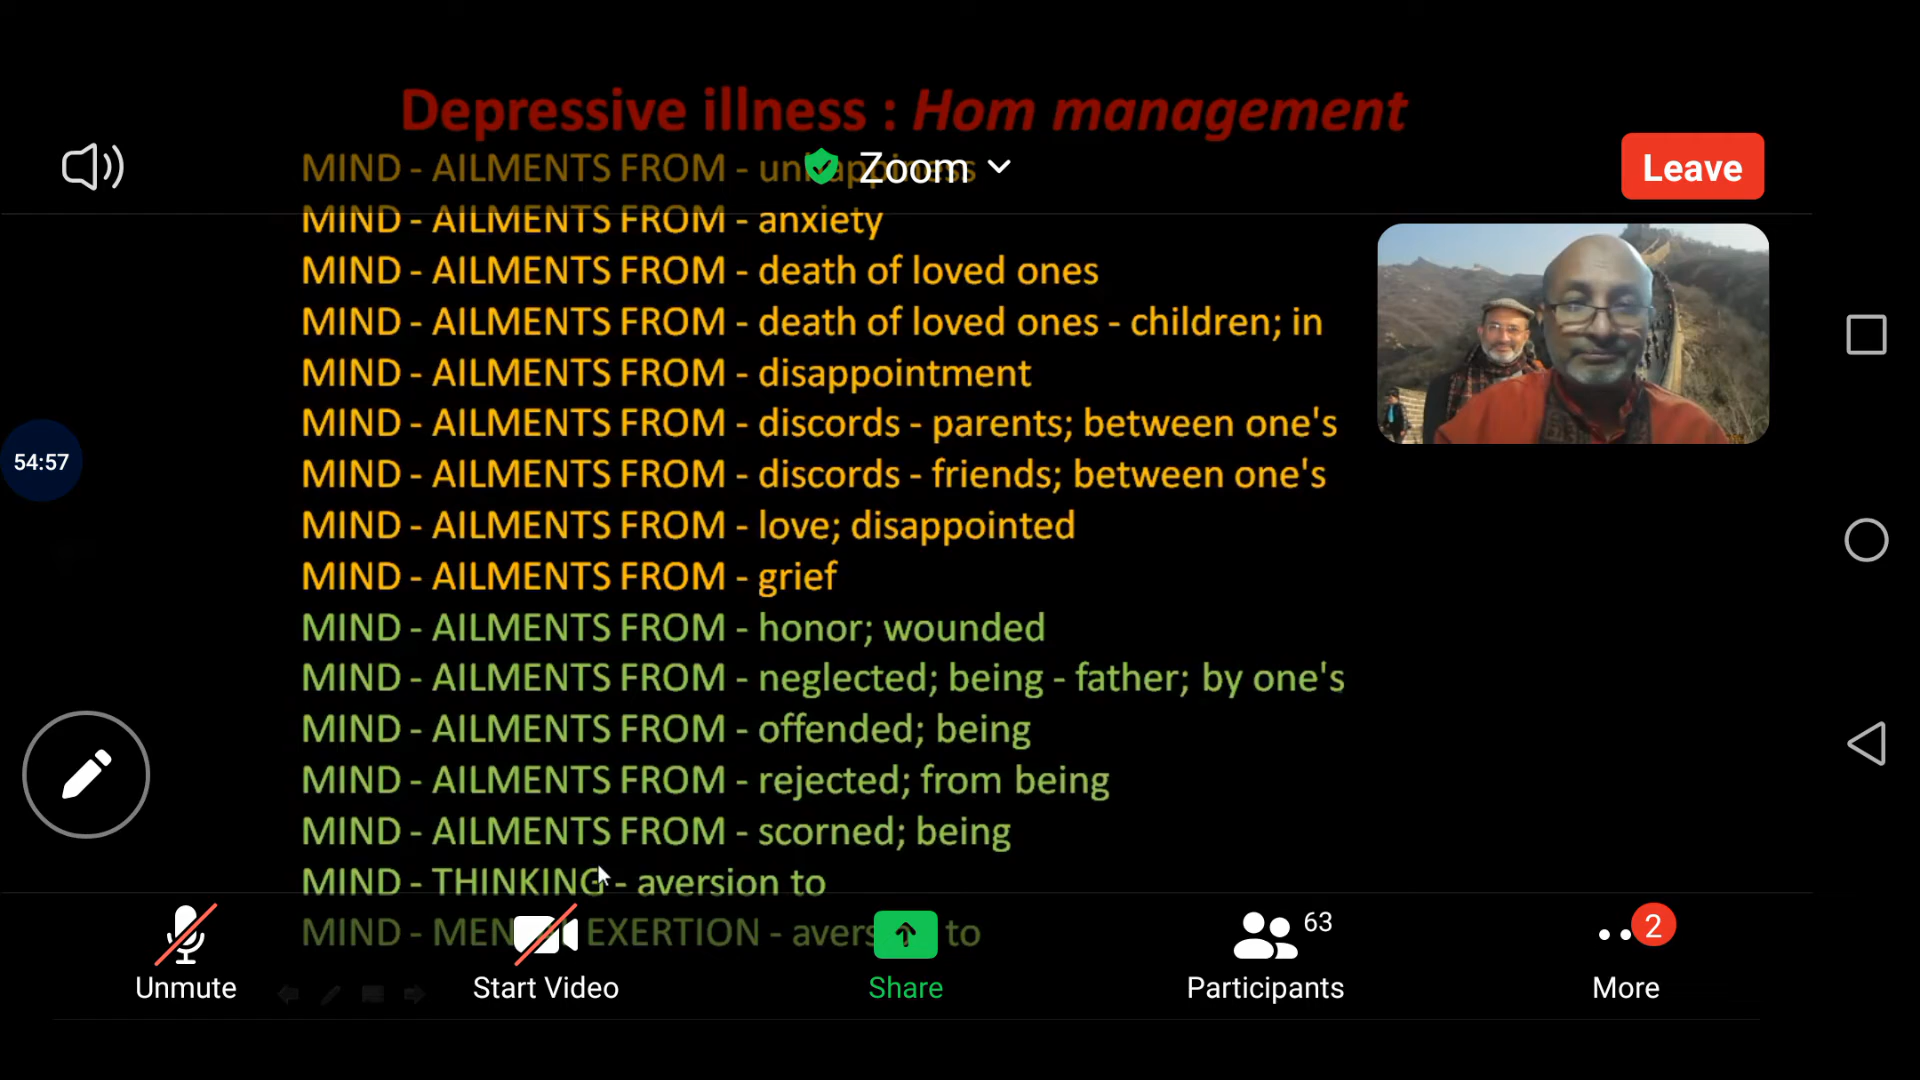 Depressive illness : Hom management
MIND - AILMENTS FROM - unhappiness
Zoom
Leave
MIND - AILMENTS FROM - anxiety
MIND - AILMENTS FROM - death of loved ones
MIND - AILMENTS FROM - death of loved ones - children; in
MIND - AILMENTS FROM - disappointment
MIND - AILMENTS FROM - discords - parents; between one's
54:57
MIND - AILMENTS FROM - discords - friends; between one's
MIND - AILMENTS FROM - love; disappointed
MIND - AILMENTS FROM - grief
MIND - AILMENTS FROM - honor; wounded
MIND - AILMENTS FROM - neglected; being - father; by one's
MIND - AILMENTS FROM - offended; being
MIND - AILMENTS FROM - rejected; from being
MIND - AILMENTS FROM - scorned; being
MIND - THINKING - aversion to
MIND - MENTAL EXERTION - aversion to
63
2
Unmute
Start Video
Share
Participants
More